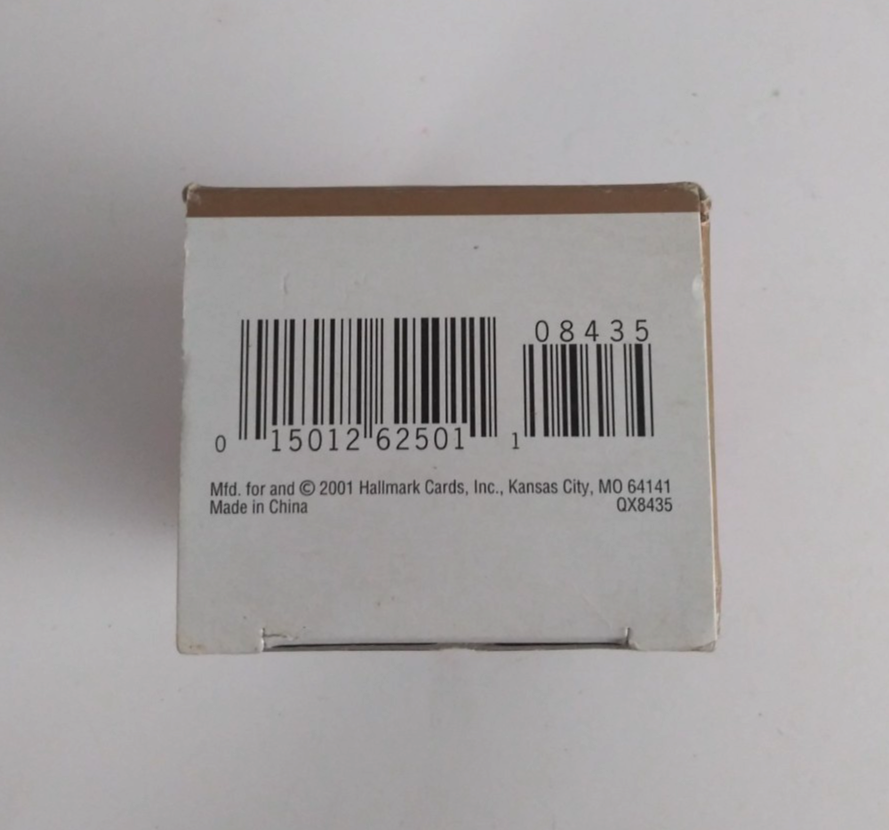 08435
0 15012 62501 1
Mfd. for and © 2001 Hallmark Cards, Inc., Kansas City, MO 64141
Made in China QX8435